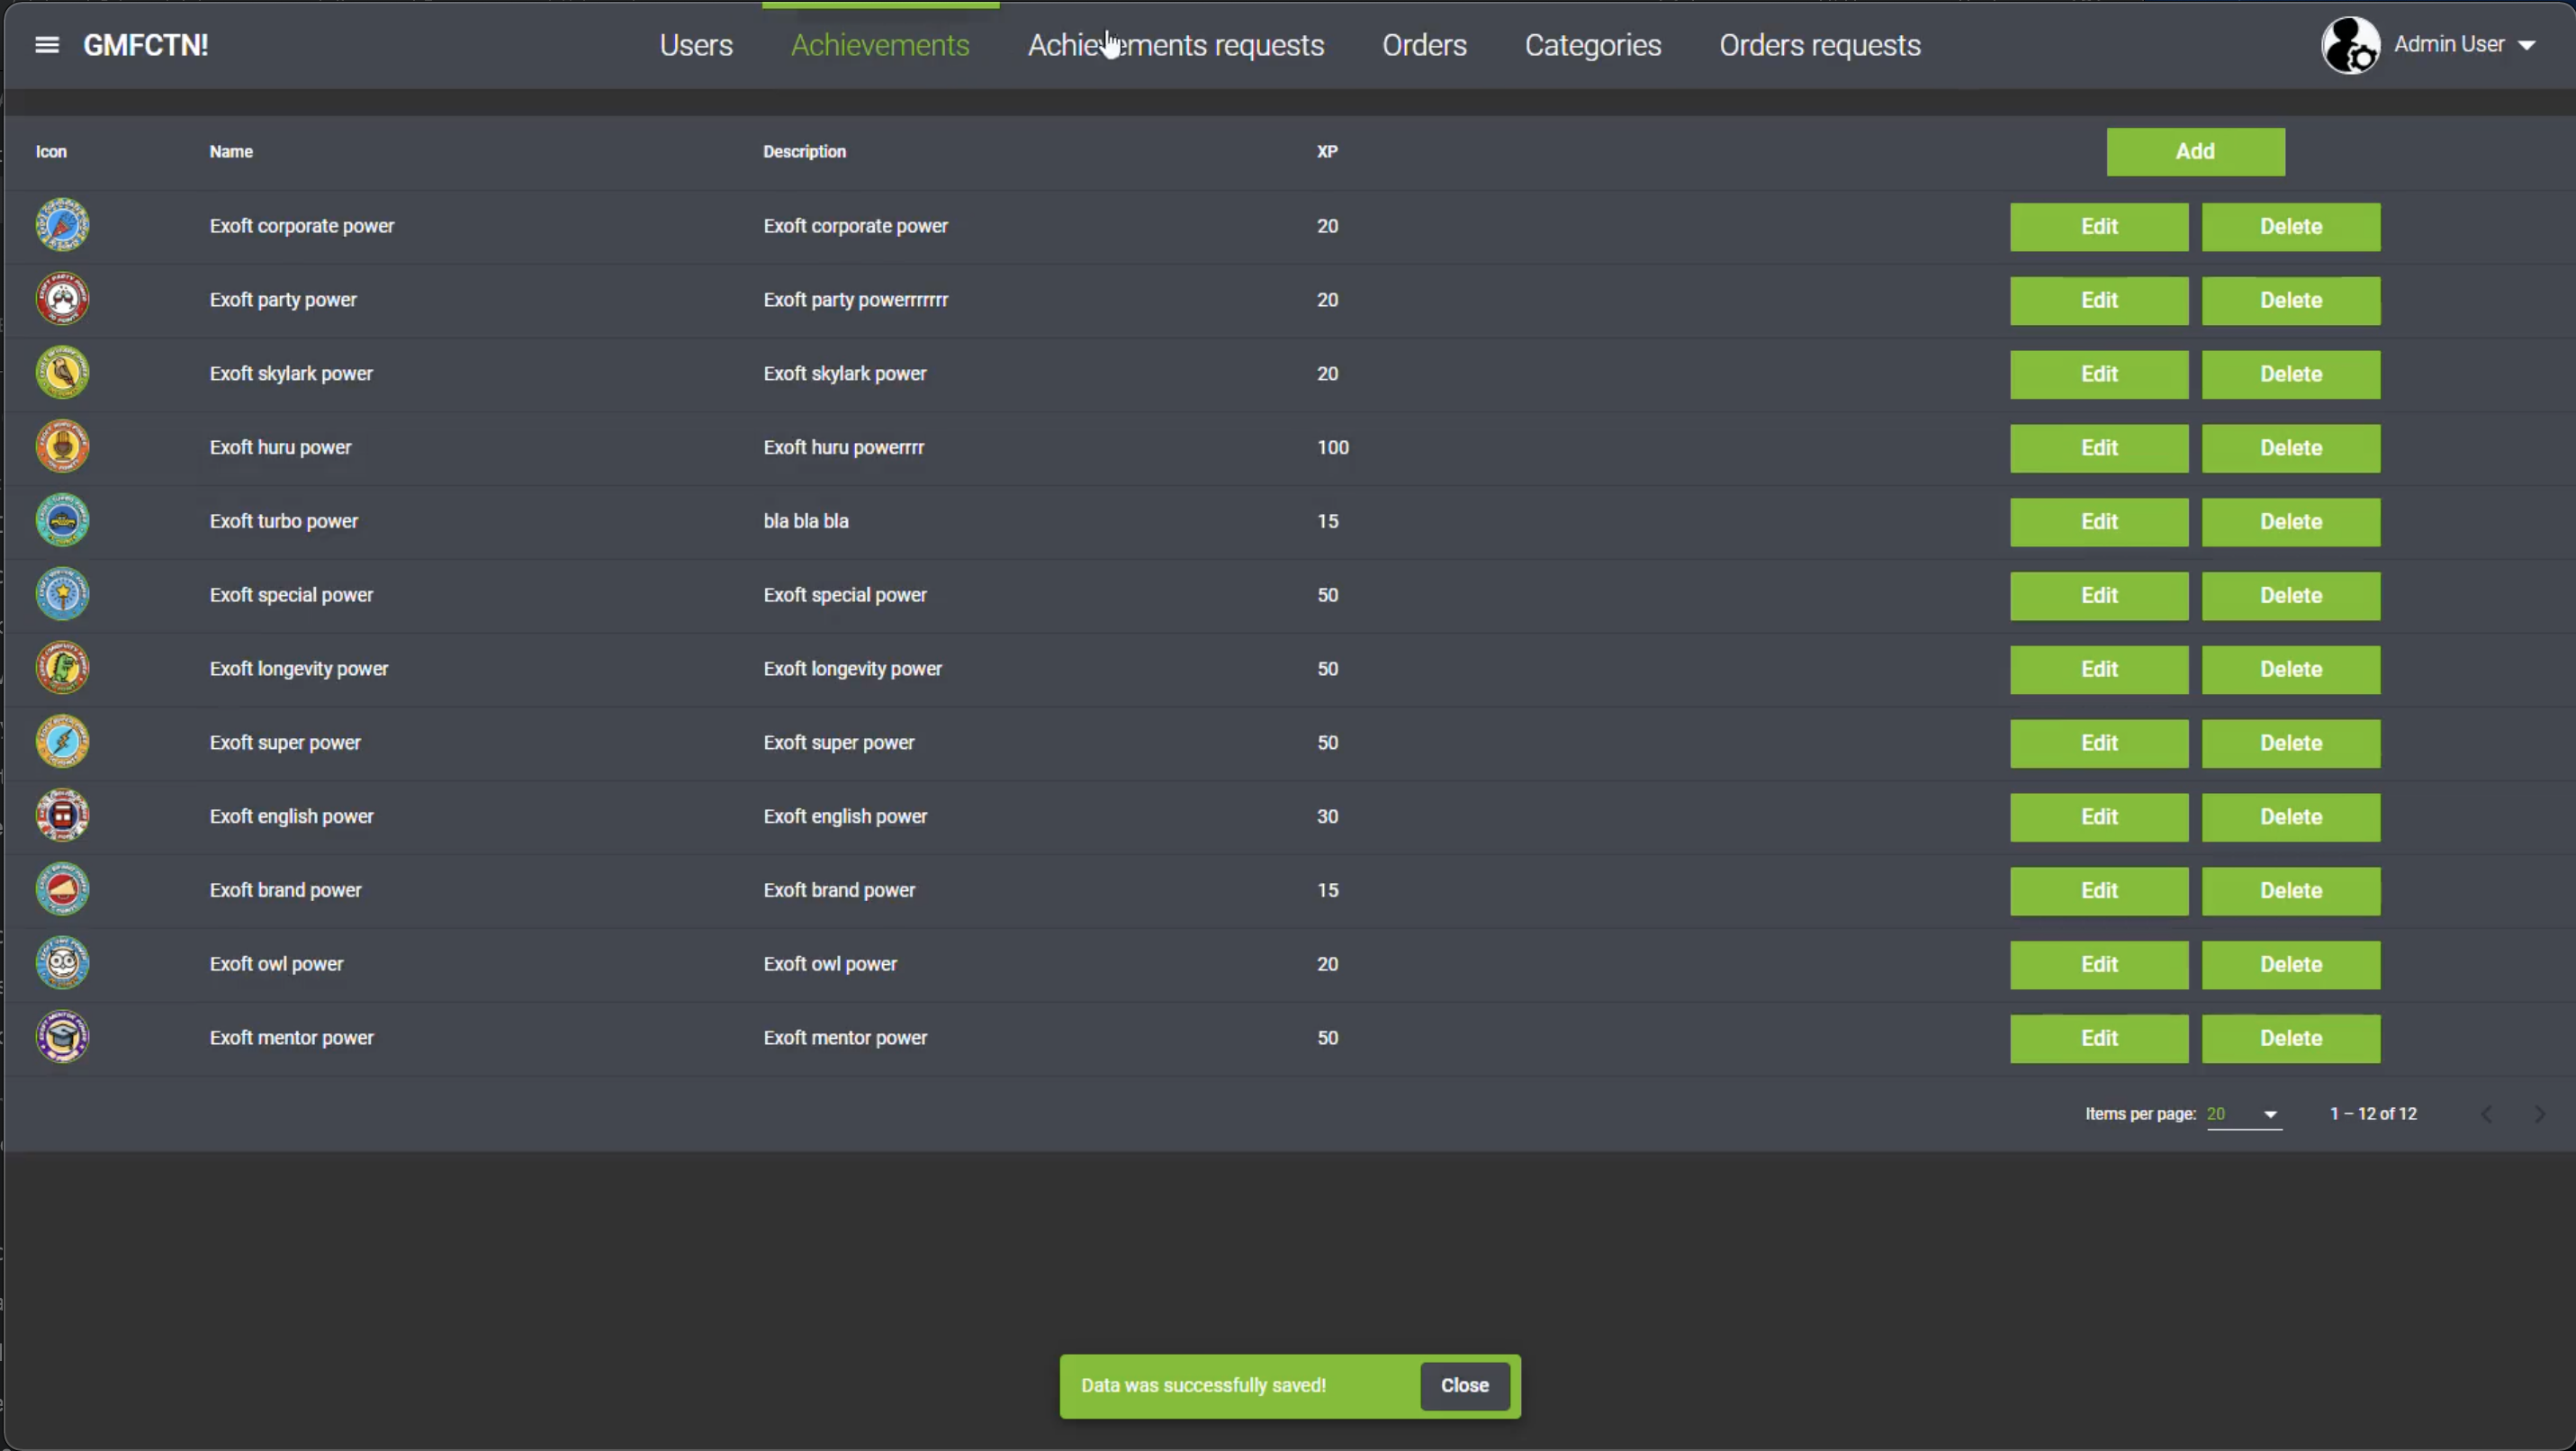 GMFCTN! Users Achievements Achievements requests Orders Categories Orders requests Admin User
Icon Name Description XP Add
Exoft corporate power Exoft corporate power 20 Edit Delete
Exoft party power Exoft party powerrrrrrr 20 Edit Delete
Exoft skylark power Exoft skylark power 20 Edit Delete
Exoft huru power Exoft huru powerrrr 100 Edit Delete
Exoft turbo power bla bla bla 15 Edit Delete
Exoft special power Exoft special power 50 Edit Delete
Exoft longevity power Exoft longevity power 50 Edit Delete
Exoft super power Exoft super power 50 Edit Delete
Exoft english power Exoft english power 30 Edit Delete
Exoft brand power Exoft brand power 15 Edit Delete
Exoft owl power Exoft owl power 20 Edit Delete
Exoft mentor power Exoft mentor power 50 Edit Delete
Items per page: 20 1 – 12 of 12
Data was successfully saved! Close